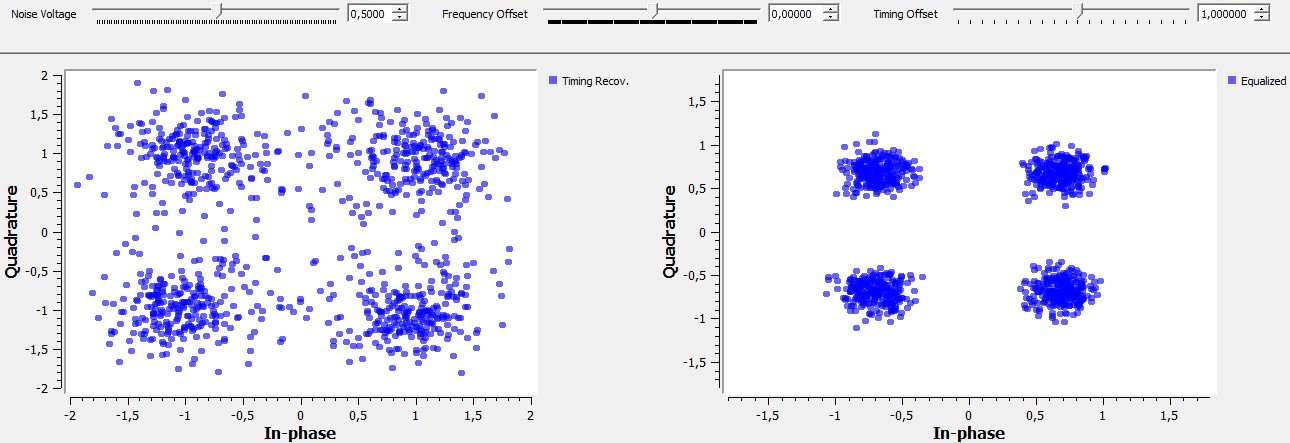 Noise Voltage 0,5000 Frequency Offset 0,00000 Timing Offset 1,000000
Timing Recov.
2
1,5
1
0,5
0
-0,5
-1
-1,5
-2
Quadrature
-2 -1,5 -1 -0,5 0 0,5 1 1,5 2
In-phase
Equalized
1,5
1
0,5
0
-0,5
-1
-1,5
Quadrature
-1,5 -1 -0,5 0 0,5 1 1,5
In-phase